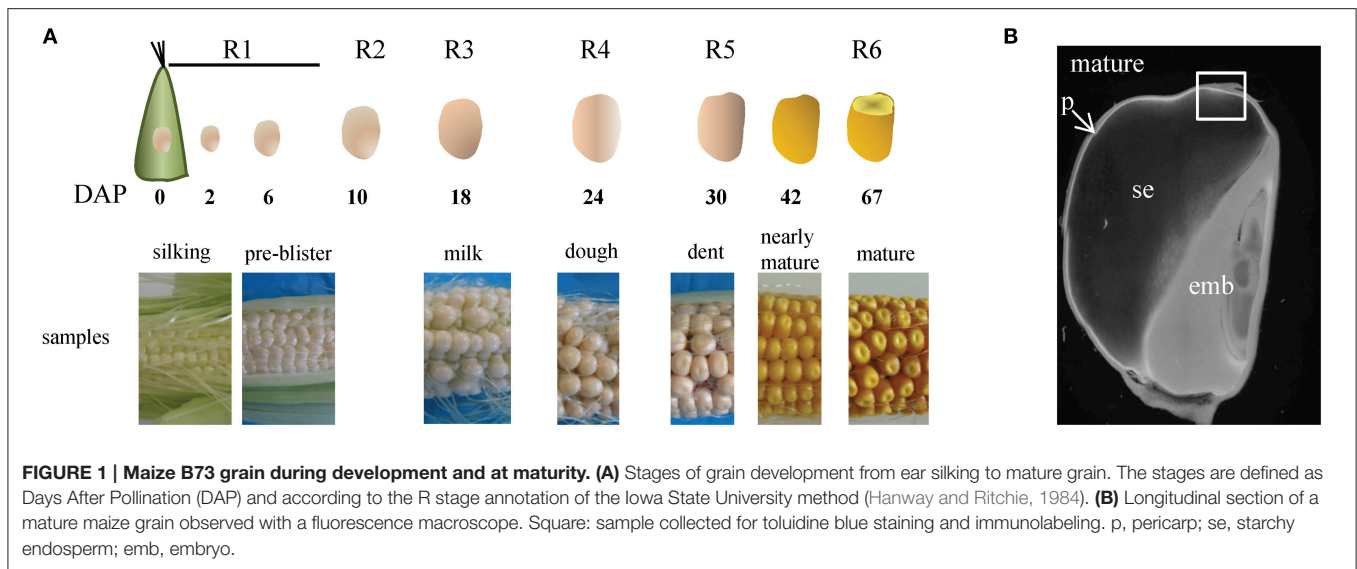 A
R1 R2 R3 R4 R5 R6
DAP 0 2 6 10 18 24 30 42 67
silking pre-blister milk dough dent nearly mature mature
samples
B
mature
p
se
emb
FIGURE 1 | Maize B73 grain during development and at maturity. (A) Stages of grain development from ear silking to mature grain. The stages are defined as
Days After Pollination (DAP) and according to the R stage annotation of the Iowa State University method (Hanway and Ritchie, 1984). (B) Longitudinal section of a
mature maize grain observed with a fluorescence macroscope. Square: sample collected for toluidine blue staining and immunolabeling. p, pericarp; se, starchy
endosperm; emb, embryo.